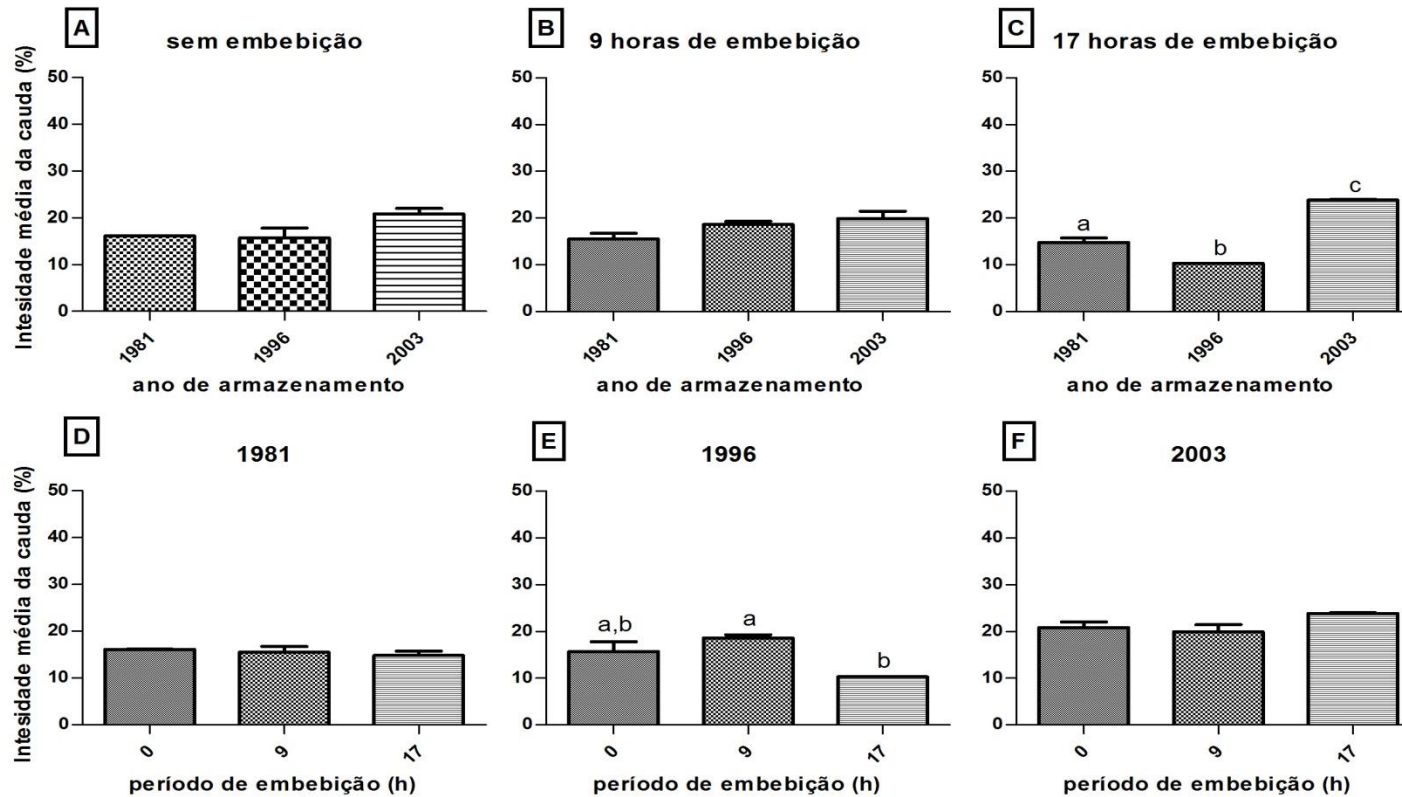 A sem embebição
Intesidade média da cauda (%)
50
40
30
20
10
0
1981 1996 2003
ano de armazenamento
B 9 horas de embebição
50
40
30
20
10
0
1981 1996 2003
ano de armazenamento
C 17 horas de embebição
50
40
30
20
10
0
a b c
1981 1996 2003
ano de armazenamento
D 1981
Intesidade média da cauda (%)
50
40
30
20
10
0
0 9 17
período de embebição (h)
E 1996
50
40
30
20
10
0
a,b a b
0 9 17
período de embebição (h)
F 2003
50
40
30
20
10
0
0 9 17
período de embebição (h)